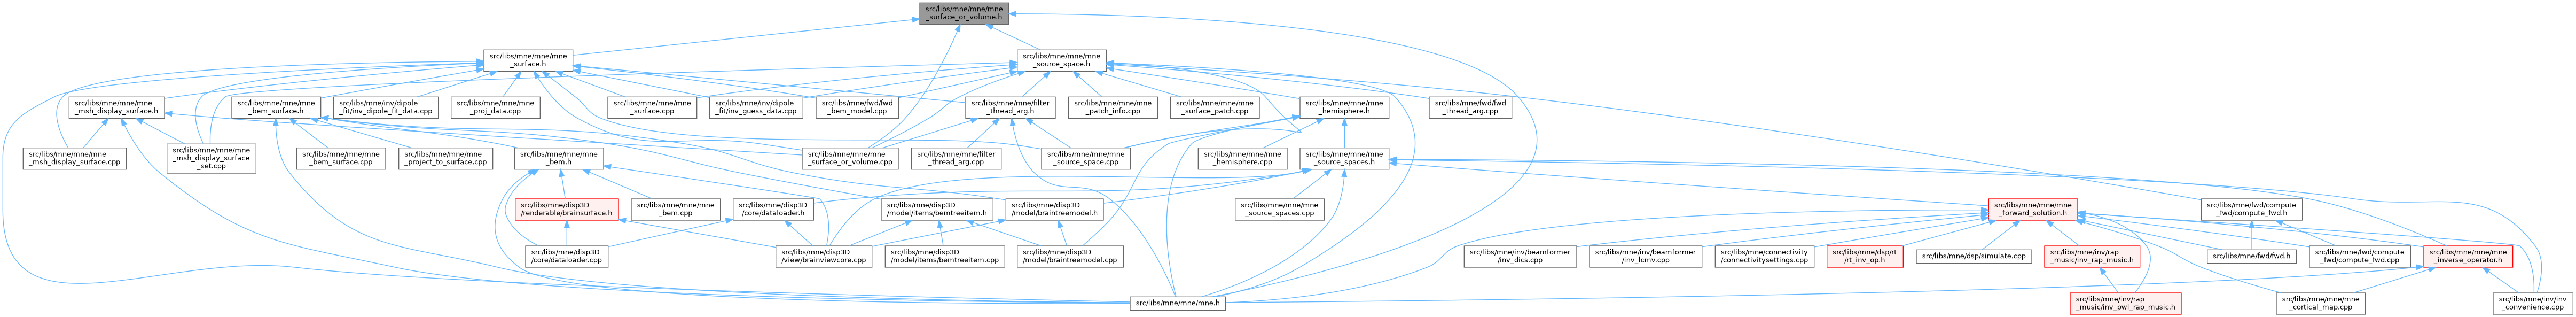 src/libs/mne/mne/mne
_surface_or_volume.h
src/libs/mne/mne/mne
_surface.h
src/libs/mne/mne/mne
_source_space.h
src/libs/mne/mne/mne
_msh_display_surface.h
src/libs/mne/mne/mne
_bem_surface.h
src/libs/mne/inv/dipole
_fit/inv_dipole_fit_data.cpp
src/libs/mne/mne/mne
_proj_data.cpp
src/libs/mne/mne/mne
_surface.cpp
src/libs/mne/inv/dipole
_fit/inv_guess_data.cpp
src/libs/mne/fwd/fwd
_bem_model.cpp
src/libs/mne/mne/filter
_thread_arg.h
src/libs/mne/mne/mne
_patch_info.cpp
src/libs/mne/mne/mne
_surface_patch.cpp
src/libs/mne/mne/mne
_hemisphere.h
src/libs/mne/fwd/fwd
_thread_arg.cpp
src/libs/mne/mne/mne
_msh_display_surface.cpp
src/libs/mne/mne/mne
_msh_display_surface
_set.cpp
src/libs/mne/mne/mne
_bem_surface.cpp
src/libs/mne/mne/mne
_project_to_surface.cpp
src/libs/mne/mne/mne
_bem.h
src/libs/mne/mne/mne
_surface_or_volume.cpp
src/libs/mne/mne/filter
_thread_arg.cpp
src/libs/mne/mne/mne
_source_space.cpp
src/libs/mne/mne/mne
_hemisphere.cpp
src/libs/mne/mne/mne
_source_spaces.h
src/libs/mne/disp3D
/renderable/brainsurface.h
src/libs/mne/mne/mne
_bem.cpp
src/libs/mne/disp3D
/core/dataloader.h
src/libs/mne/disp3D
/model/items/bemtreeitem.h
src/libs/mne/disp3D
/model/braintreemodel.h
src/libs/mne/mne/mne
_source_spaces.cpp
src/libs/mne/mne/mne
_forward_solution.h
src/libs/mne/fwd/compute
_fwd/compute_fwd.h
src/libs/mne/disp3D
/core/dataloader.cpp
src/libs/mne/disp3D
/view/brainviewcore.cpp
src/libs/mne/disp3D
/model/items/bemtreeitem.cpp
src/libs/mne/disp3D
/model/braintreemodel.cpp
src/libs/mne/inv/beamformer
/inv_dics.cpp
src/libs/mne/inv/beamformer
/inv_lcmv.cpp
src/libs/mne/connectivity
/connectivitysettings.cpp
src/libs/mne/dsp/rt
/rt_inv_op.h
src/libs/mne/dsp/simulate.cpp
src/libs/mne/inv/rap
_music/inv_rap_music.h
src/libs/mne/fwd/fwd.h
src/libs/mne/fwd/compute
_fwd/compute_fwd.cpp
src/libs/mne/mne/mne
_inverse_operator.h
src/libs/mne/mne/mne.h
src/libs/mne/inv/rap
_music/inv_pwl_rap_music.h
src/libs/mne/mne/mne
_cortical_map.cpp
src/libs/mne/inv/inv
_convenience.cpp